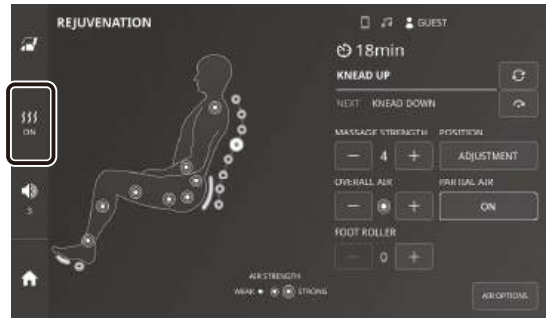 REJUVENATION
GUEST
18min
KNEAD UP
NEXT KNEAD DOWN
ON
MASSAGE STRENGTH POSITION
4 ADJUSTMENT
3
OVERALL AIR PARTIAL AIR
ON
FOOT ROLLER
0
AIR STRENGTH
WEAK STRONG
AIR OPTIONS